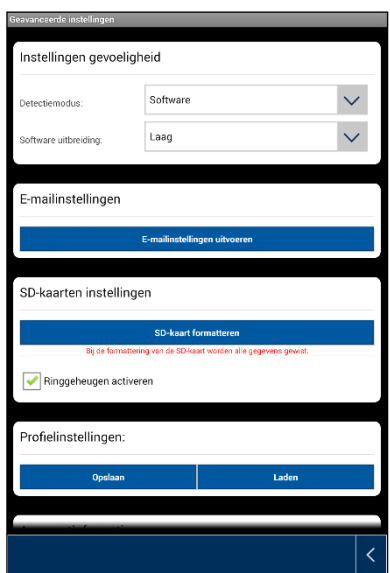 Geavanceerde instellingen
Instellingen gevoeligheid
Detectiemodus:
Software
Software uitbreiding:
Laag
E-mailinstellingen
E-mailinstellingen uitvoeren
SD-kaarten instellingen
SD-kaart formatteren
Bij de formattering van de SD-kaart worden alle gegevens gewist.
Ringgeheugen activeren
Profielinstellingen:
Opslaan
Laden